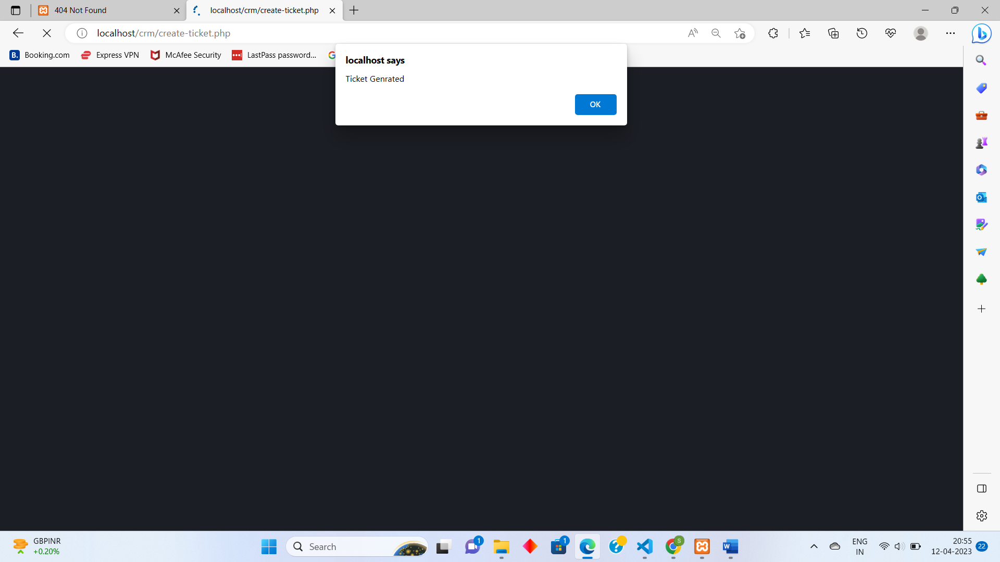 404 Not Found
localhost/crm/create-ticket.php
localhost/crm/create-ticket.php
B. Booking.com
Express VPN
McAfee Security
LastPass password...
localhost says
Ticket Genrated
OK
GBPINR
+0.20%
Search
1
1
S
ENG
IN
20:55
12-04-2023
22